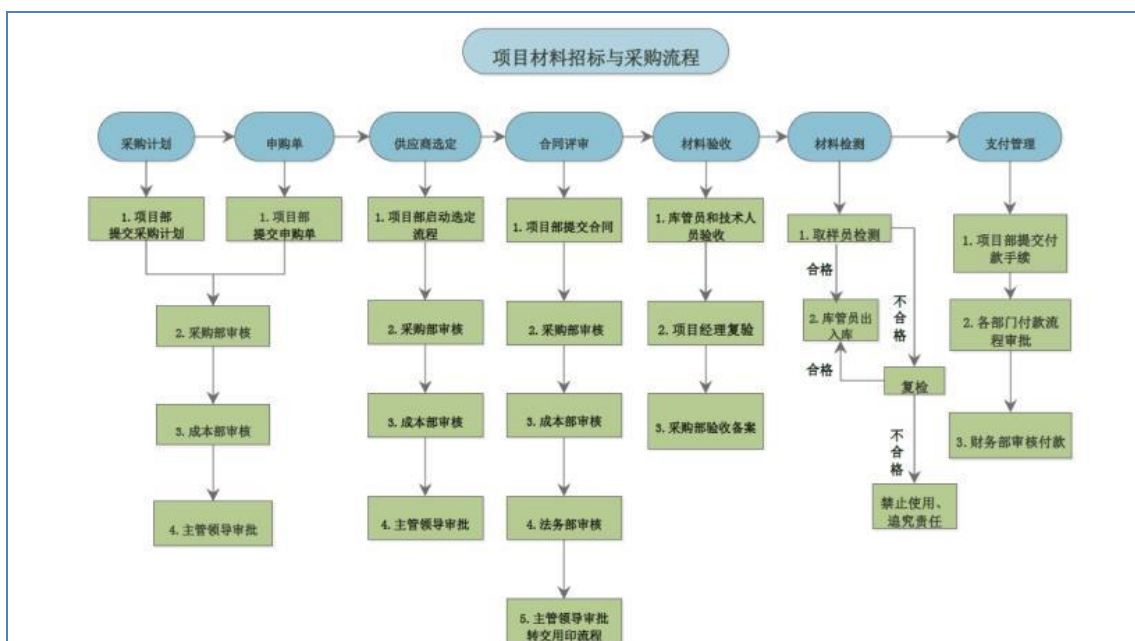 项目材料招标与采购流程
采购计划
申购单
供应商选定
合同评审
材料验收
材料检测
支付管理
1.项目部
提交采购计划
1.项目部
提交申购单
2.采购部审核
3.成本部审核
4.主管领导审批
1.项目部启动选定
流程
2.采购部审核
3.成本部审核
4.主管领导审批
1.项目部提交合同
2.采购部审核
3.成本部审核
4.法务部审核
5.主管领导审批
转交用印流程
1.库管员和技术人
员验收
2.项目经理复验
3.采购部验收备案
1.取样员检测
合格
不合格
2.库管员出
入库
合格
复检
不合格
禁止使用、
追究责任
1.项目部提交付
款手续
2.各部门付款流
程审批
3.财务部审核付款